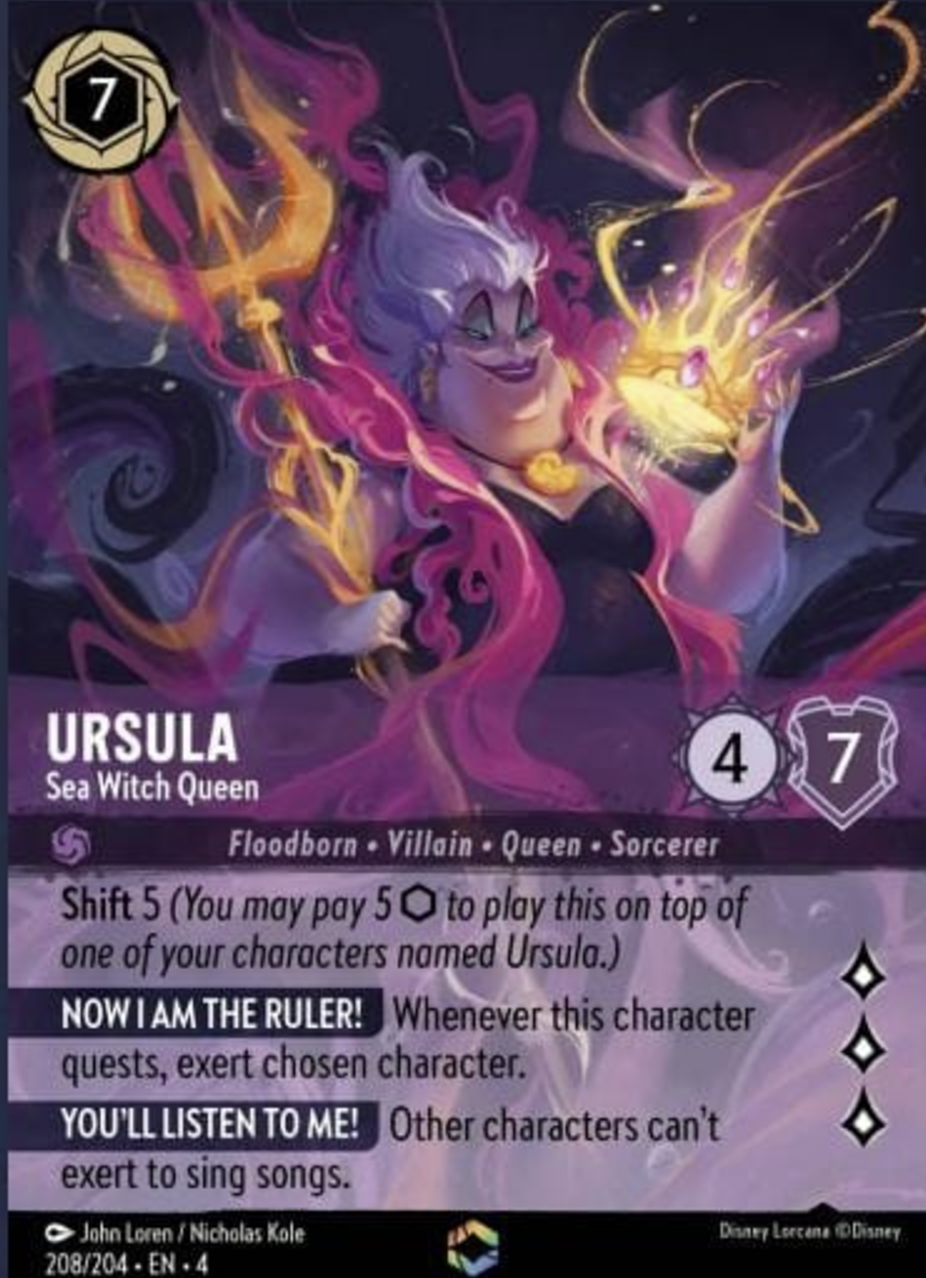 7
URSULA
Sea Witch Queen
4
7
Floodborn • Villain • Queen • Sorcerer
Shift 5 (You may pay 5 ⬡ to play this on top of
one of your characters named Ursula.)
NOW I AM THE RULER! Whenever this character
quests, exert chosen character.
YOU'LL LISTEN TO ME! Other characters can't
exert to sing songs.
John Loren / Nicholas Kole
Disney Lorcana ©Disney
208/204 • EN • 4